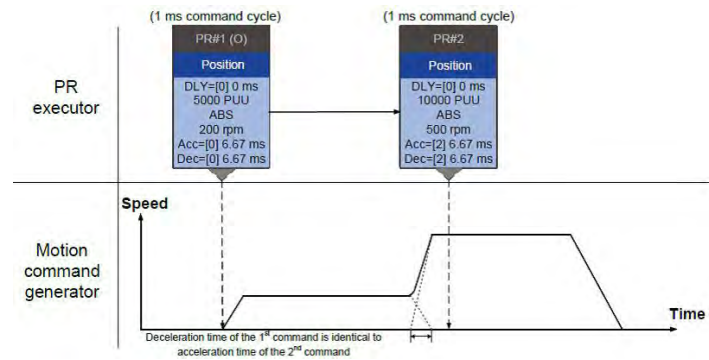 (1 ms command cycle)
(1 ms command cycle)
PR#1 (O)
Position
DLY=[0] 0 ms
5000 PUU
ABS
200 rpm
Acc=[0] 6.67 ms
Dec=[0] 6.67 ms
PR#2
Position
DLY=[0] 0 ms
10000 PUU
ABS
500 rpm
Acc=[2] 6.67 ms
Dec=[2] 6.67 ms
PR
executor
Speed
Motion
command
generator
Time
Deceleration time of the 1st command is identical to
acceleration time of the 2nd command